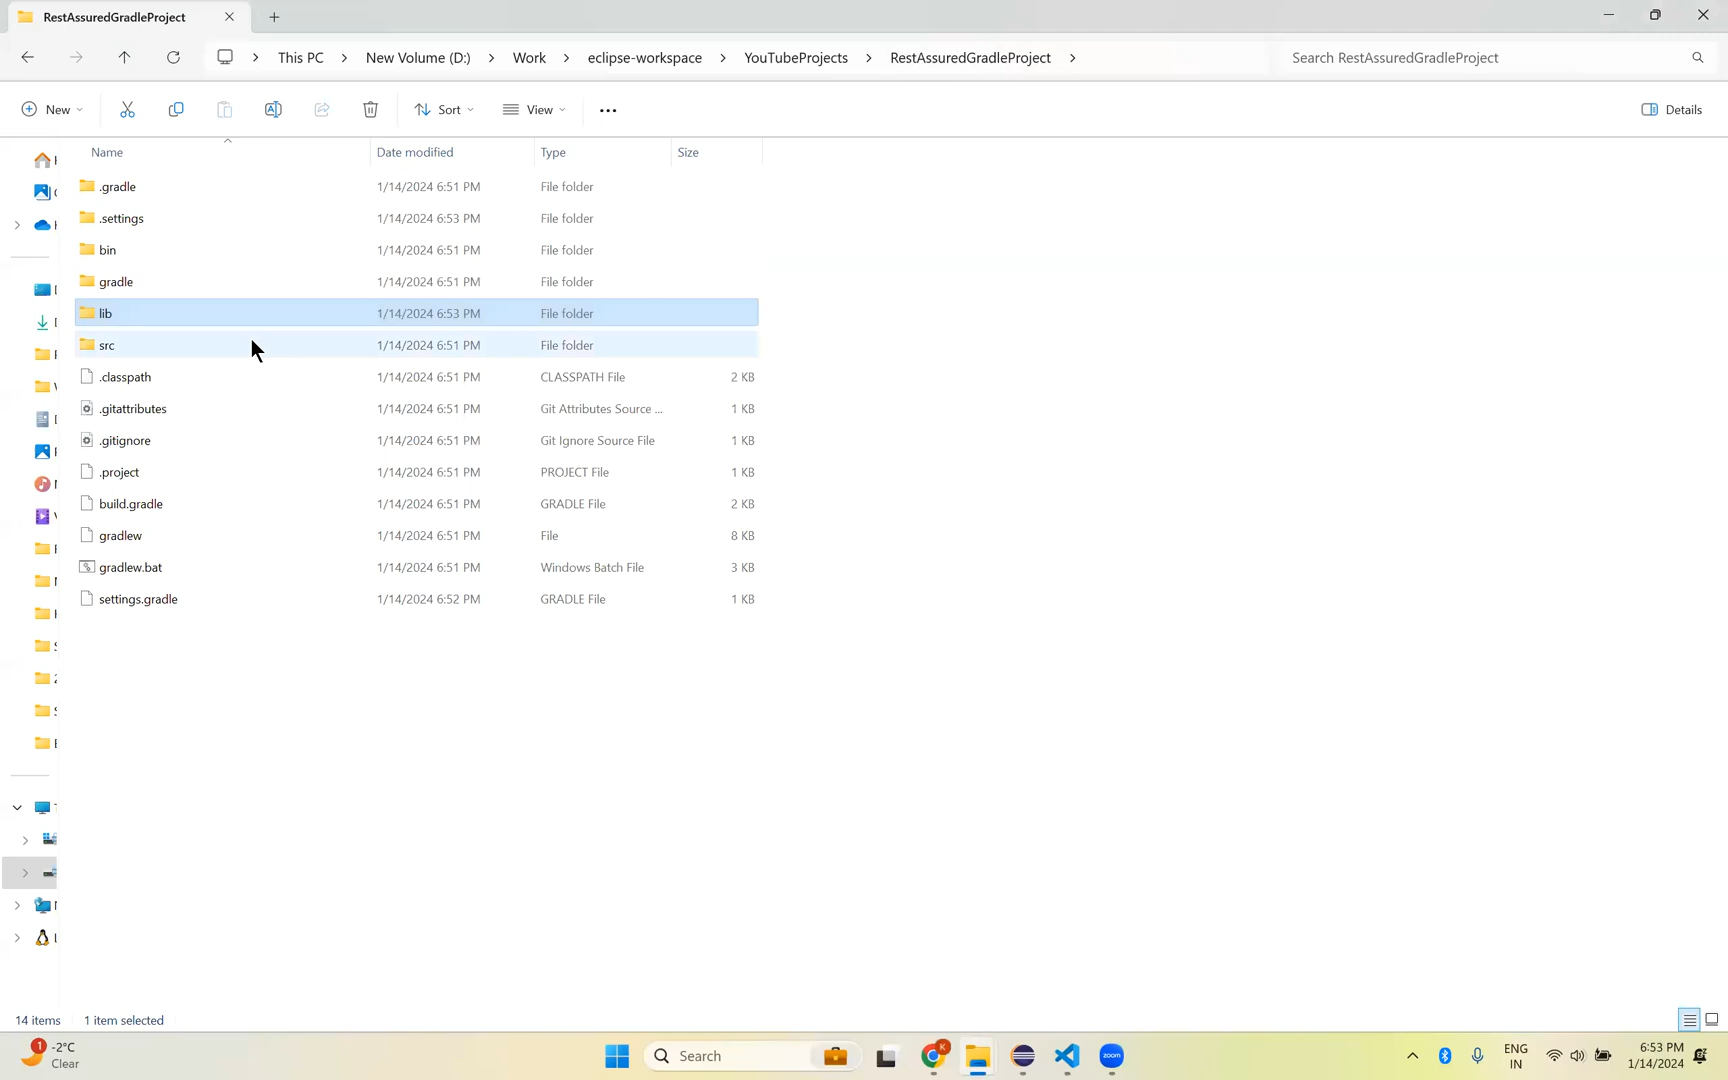 RestAssuredGradleProject
This PC > New Volume (D:) > Work > eclipse-workspace > YouTubeProjects > RestAssuredGradleProject >
Search RestAssuredGradleProject
New
Sort
View
Details
Name Date modified Type Size
.gradle 1/14/2024 6:51 PM File folder
.settings 1/14/2024 6:53 PM File folder
bin 1/14/2024 6:51 PM File folder
gradle 1/14/2024 6:51 PM File folder
lib 1/14/2024 6:53 PM File folder
src 1/14/2024 6:51 PM File folder
.classpath 1/14/2024 6:51 PM CLASSPATH File 2 KB
.gitattributes 1/14/2024 6:51 PM Git Attributes Source ... 1 KB
.gitignore 1/14/2024 6:51 PM Git Ignore Source File 1 KB
.project 1/14/2024 6:51 PM PROJECT File 1 KB
build.gradle 1/14/2024 6:51 PM GRADLE File 2 KB
gradlew 1/14/2024 6:51 PM File 8 KB
gradlew.bat 1/14/2024 6:51 PM Windows Batch File 3 KB
settings.gradle 1/14/2024 6:52 PM GRADLE File 1 KB
14 items 1 item selected
1
-2°C
Clear
Search
K
zoom
ENG
IN
6:53 PM
1/14/2024